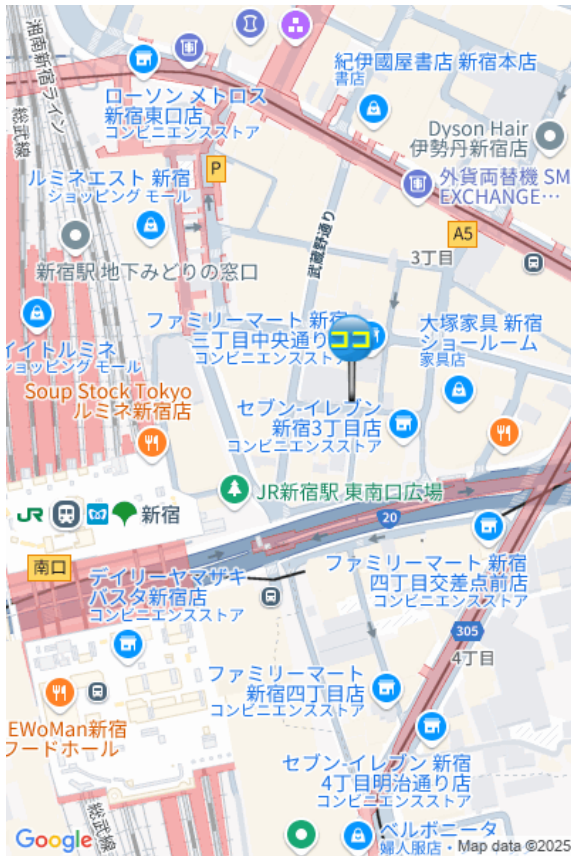 湘南新宿ライン
総武線
ローソン メトロス
新宿東口店
コンビニエンスストア
紀伊國屋書店 新宿本店
書店
Dyson Hair
伊勢丹新宿店
外貨両替機 SM
EXCHANGE…
P
ルミネエスト 新宿
ショッピング モール
武蔵野通り
A5
3丁目
新宿駅 地下みどりの窓口
ファミリーマート 新宿
三丁目中央通り
コンビニエンススト
ココ
大塚家具 新宿
ショールーム
家具店
イイトルミネ
ショッピング モール
Soup Stock Tokyo
ルミネ新宿店
セブン-イレブン
新宿3丁目店
コンビニエンスストア
JR新宿駅 東南口広場
JR
新宿
20
南口
デイリーヤマザキ
バスタ新宿店
コンビニエンスストア
ファミリーマート 新宿
四丁目交差点前店
コンビニエンスストア
305
4丁目
ファミリーマート
新宿四丁目店
コンビニエンスストア
EWoMan新宿
フードホール
セブン-イレブン 新宿
4丁目明治通り店
コンビニエンスストア
総武線
ベルボニータ
婦人服店
Google
Map data ©2025